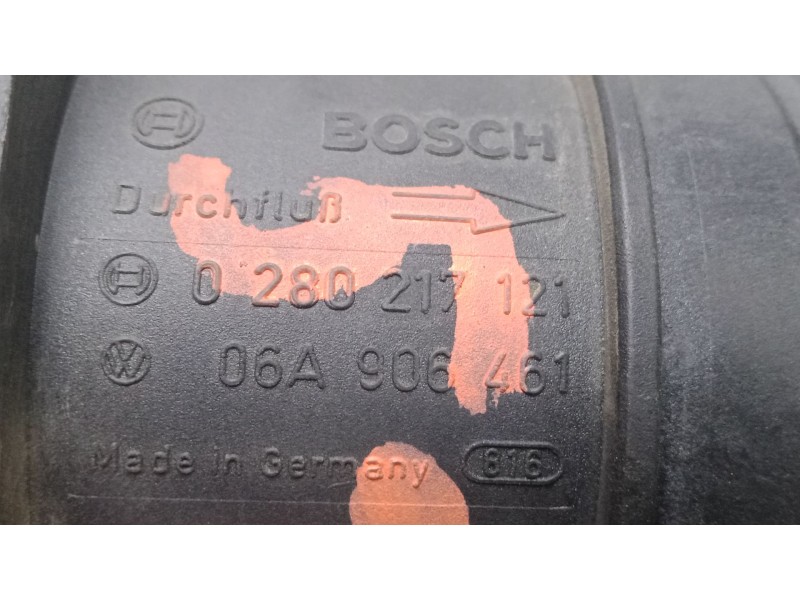 BOSCH
Durchfluß
0 280 217 121
06A 906 461
Made in Germany 816